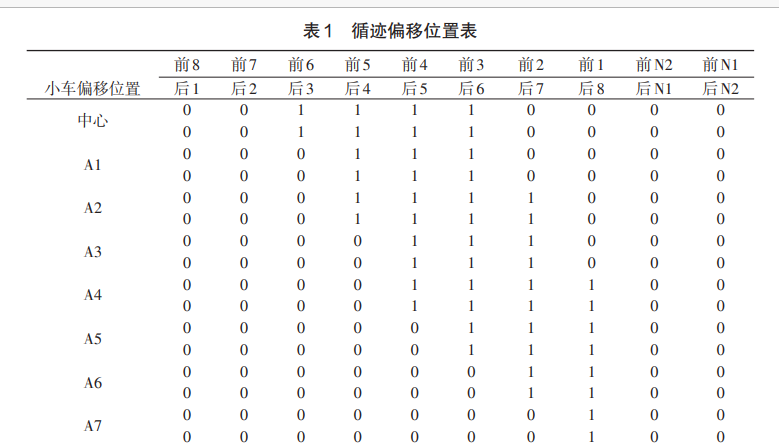 表1 循迹偏移位置表
前8 前7 前6 前5 前4 前3 前2 前1 前N2 前N1
小车偏移位置 后1 后2 后3 后4 后5 后6 后7 后8 后N1 后N2
中心 0 0 1 1 1 1 0 0 0 0
0 0 1 1 1 1 0 0 0 0
A1 0 0 0 1 1 1 0 0 0 0
0 0 0 1 1 1 0 0 0 0
A2 0 0 0 1 1 1 1 0 0 0
0 0 0 1 1 1 1 0 0 0
A3 0 0 0 0 1 1 1 0 0 0
0 0 0 0 1 1 1 0 0 0
A4 0 0 0 0 1 1 1 1 0 0
0 0 0 0 1 1 1 1 0 0
A5 0 0 0 0 0 1 1 1 0 0
0 0 0 0 0 1 1 1 0 0
A6 0 0 0 0 0 0 1 1 0 0
0 0 0 0 0 0 1 1 0 0
A7 0 0 0 0 0 0 0 1 0 0
0 0 0 0 0 0 0 1 0 0